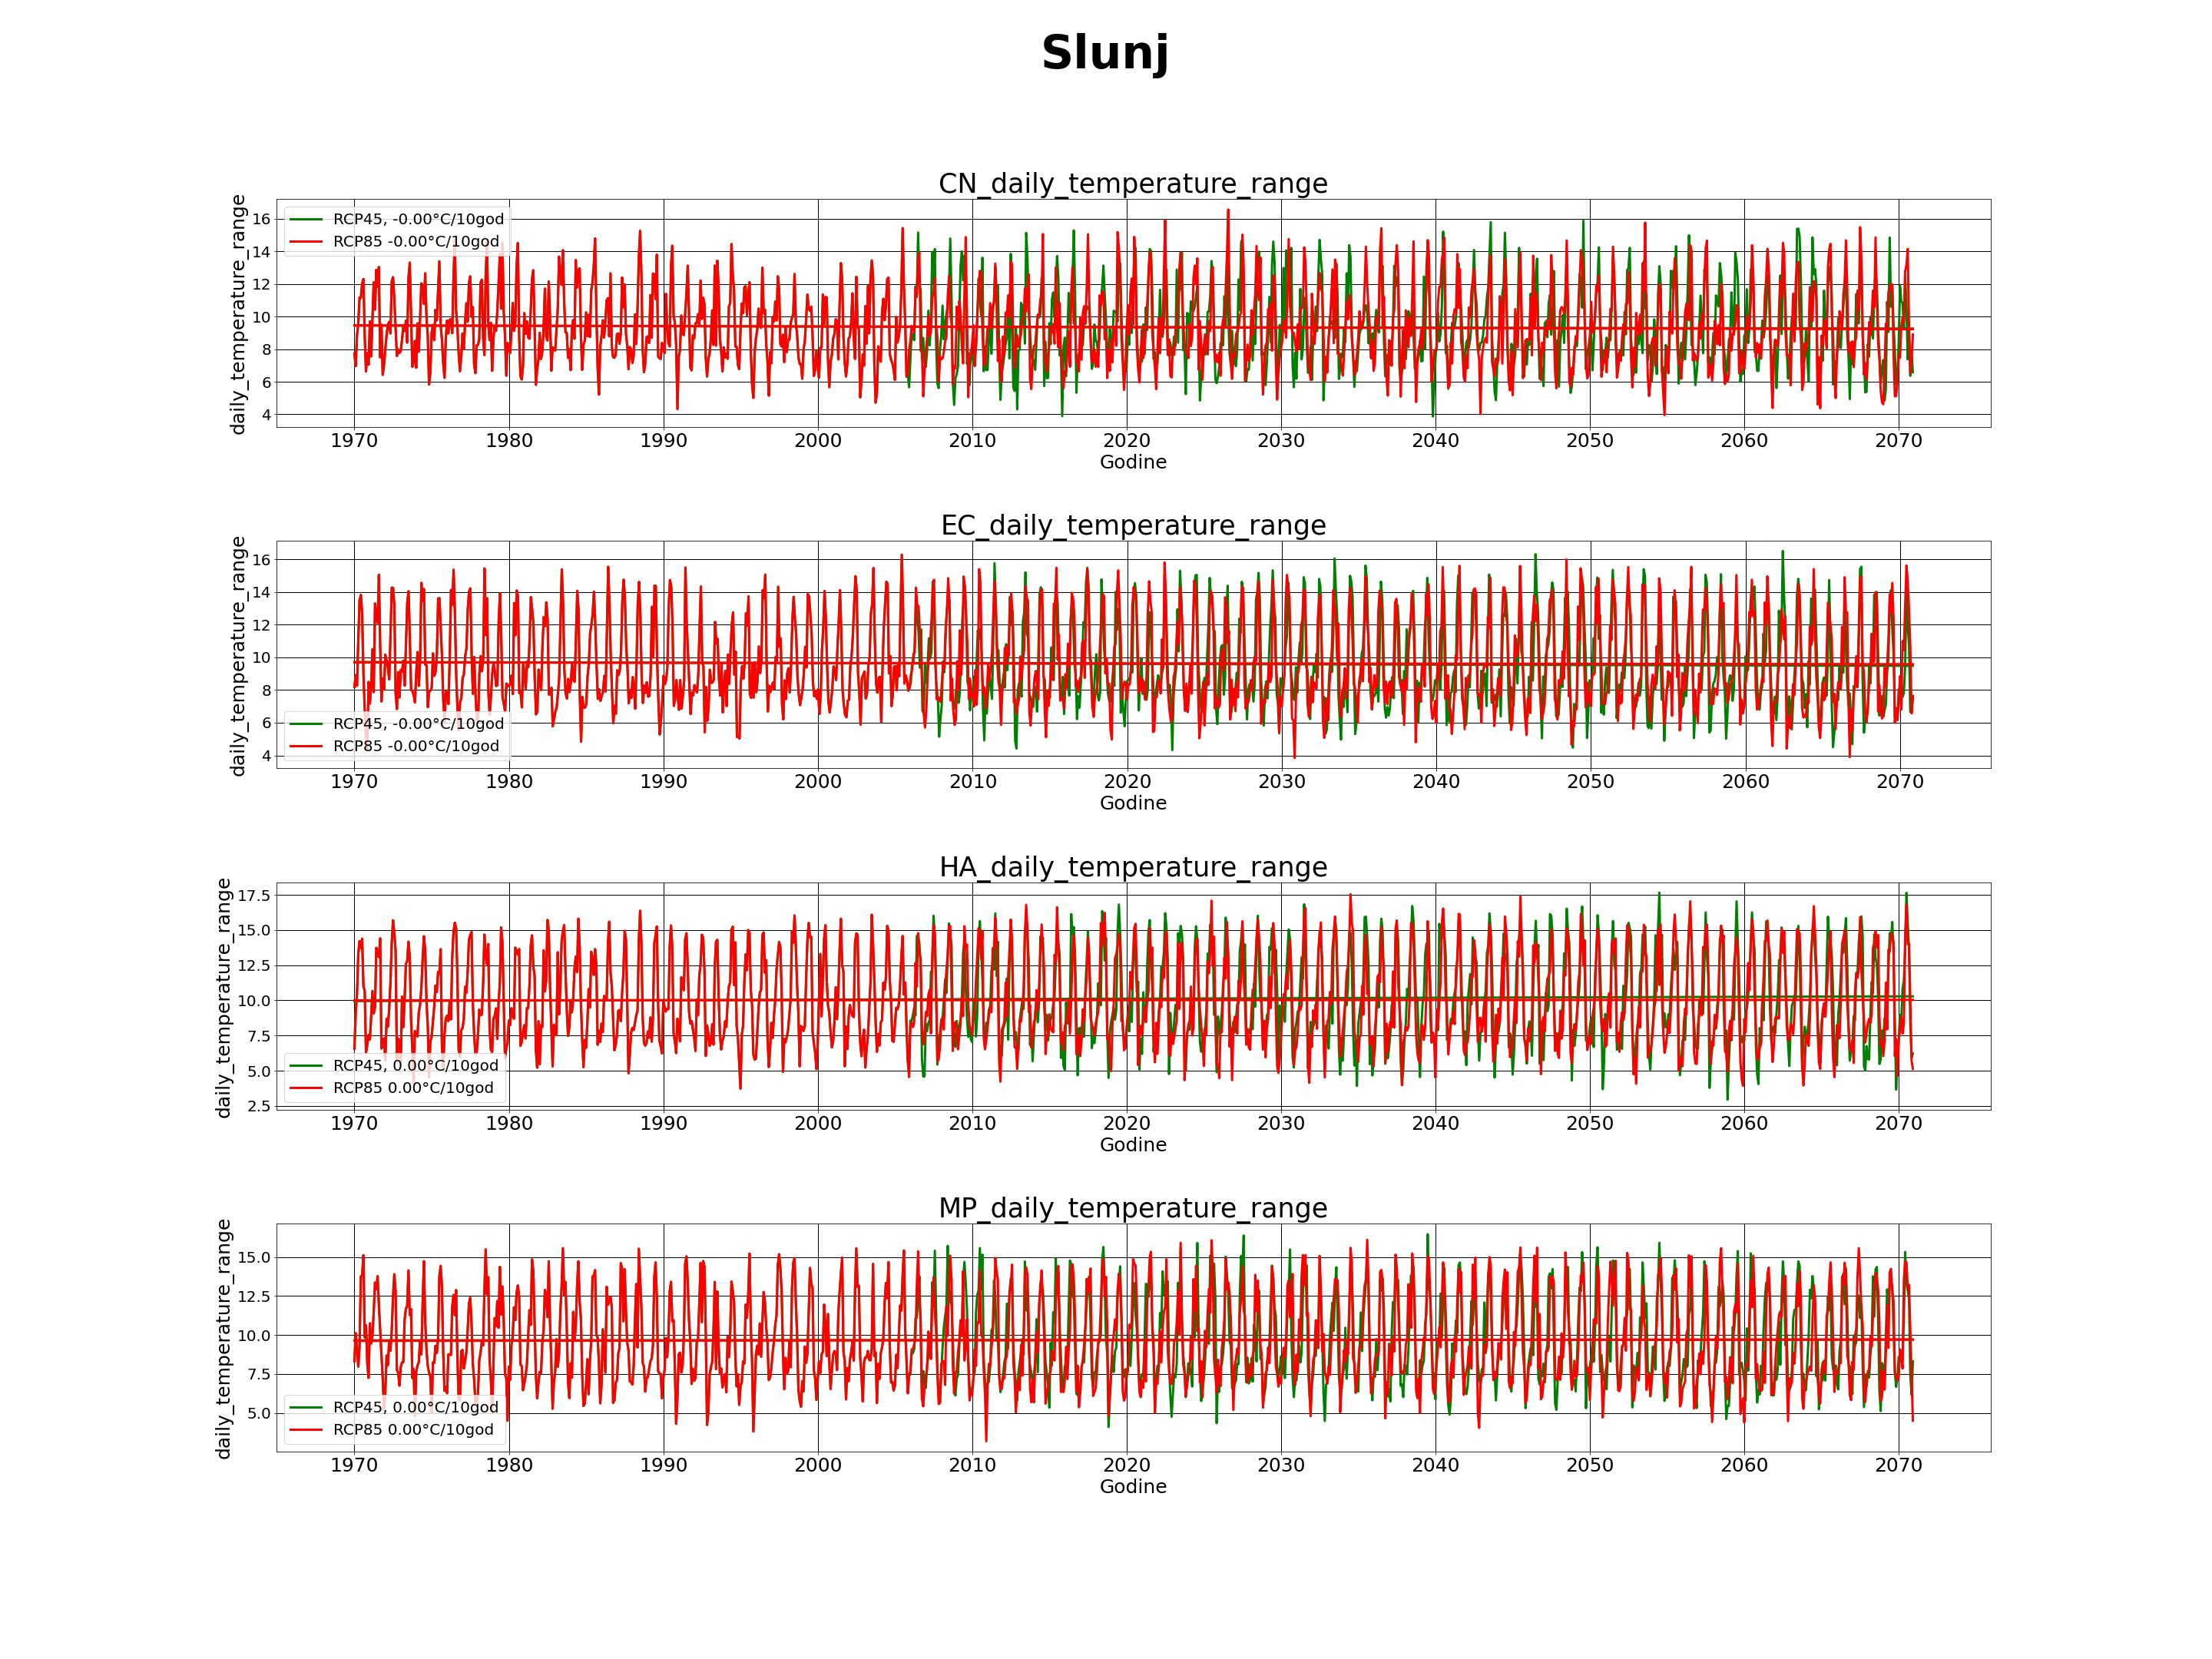 Slunj
CN_daily_temperature_range
daily_temperature_range
16
14
12
10
8
6
4
RCP45, -0.00°C/10god
RCP85 -0.00°C/10god
1970 1980 1990 2000 2010 2020 2030 2040 2050 2060 2070
Godine
EC_daily_temperature_range
daily_temperature_range
16
14
12
10
8
6
4
RCP45, -0.00°C/10god
RCP85 -0.00°C/10god
1970 1980 1990 2000 2010 2020 2030 2040 2050 2060 2070
Godine
HA_daily_temperature_range
daily_temperature_range
17.5
15.0
12.5
10.0
7.5
5.0
2.5
RCP45, 0.00°C/10god
RCP85 0.00°C/10god
1970 1980 1990 2000 2010 2020 2030 2040 2050 2060 2070
Godine
MP_daily_temperature_range
daily_temperature_range
15.0
12.5
10.0
7.5
5.0
RCP45, 0.00°C/10god
RCP85 0.00°C/10god
1970 1980 1990 2000 2010 2020 2030 2040 2050 2060 2070
Godine